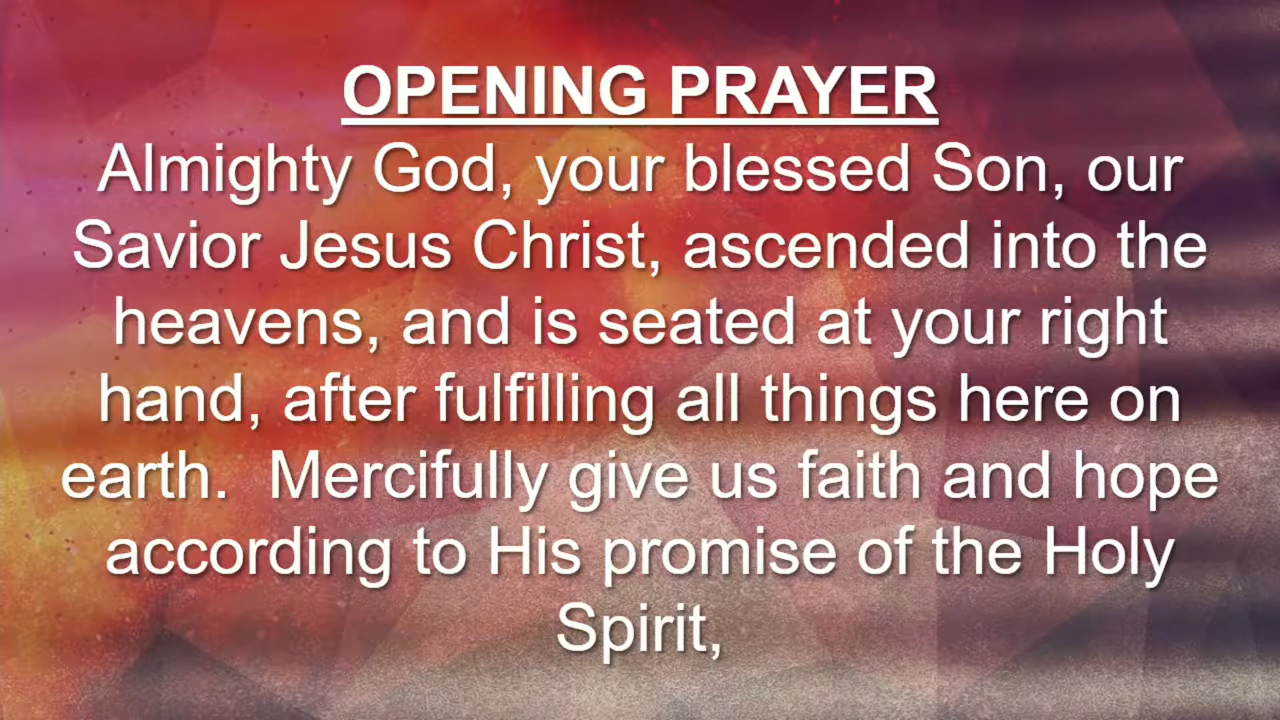 OPENING PRAYER
Almighty God, your blessed Son, our
Savior Jesus Christ, ascended into the
heavens, and is seated at your right
hand, after fulfilling all things here on
earth.  Mercifully give us faith and hope
according to His promise of the Holy
Spirit,